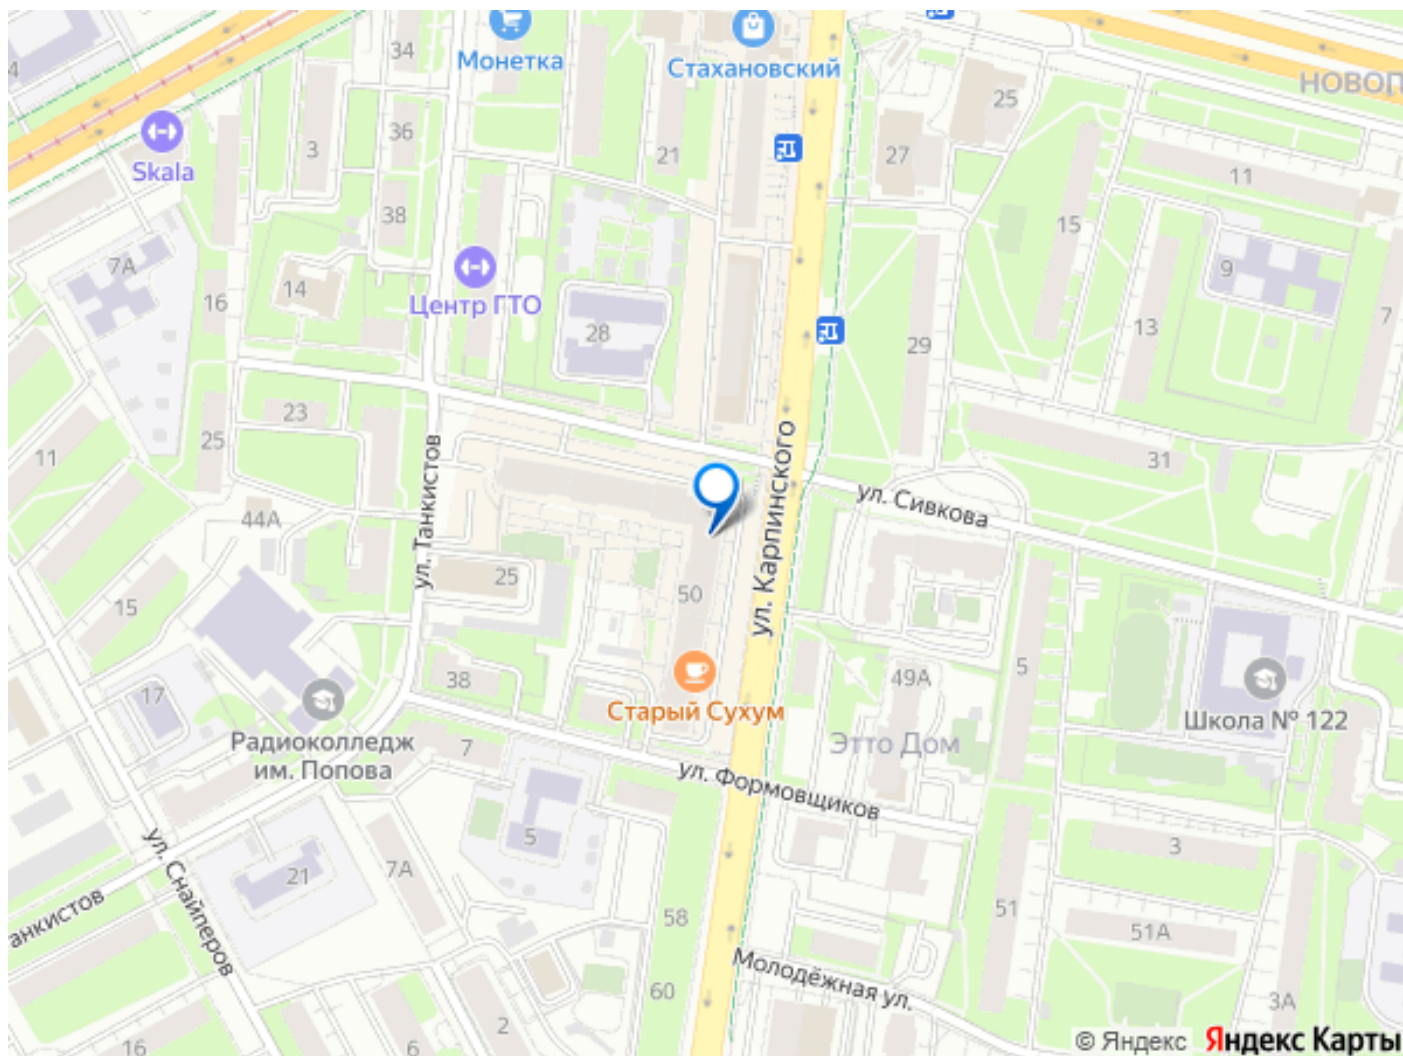 34
Монетка
Стахановский
4
36
3
21
27
25
НОВОП
Skala
11
38
15
7А
14
16
Центр ГТО
28
29
13
9
7
23
25
11
31
ул. Сивкова
44А
ул. Танкистов
ул. Карпинского
25
50
15
17
38
49А
5
Старый Сухум
Школа № 122
Радиоколледж
им. Попова
7
Этто Дом
ул. Формовщиков
5
3
21
7А
ул. Снайперов
анкистов
58
51
51А
Молодёжная ул.
60
3А
2
16
6
© Яндекс Яндекс Карты